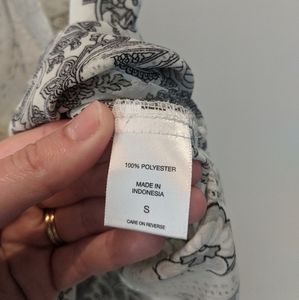 100% POLYESTER
MADE IN
INDONESIA
S
CARE ON REVERSE